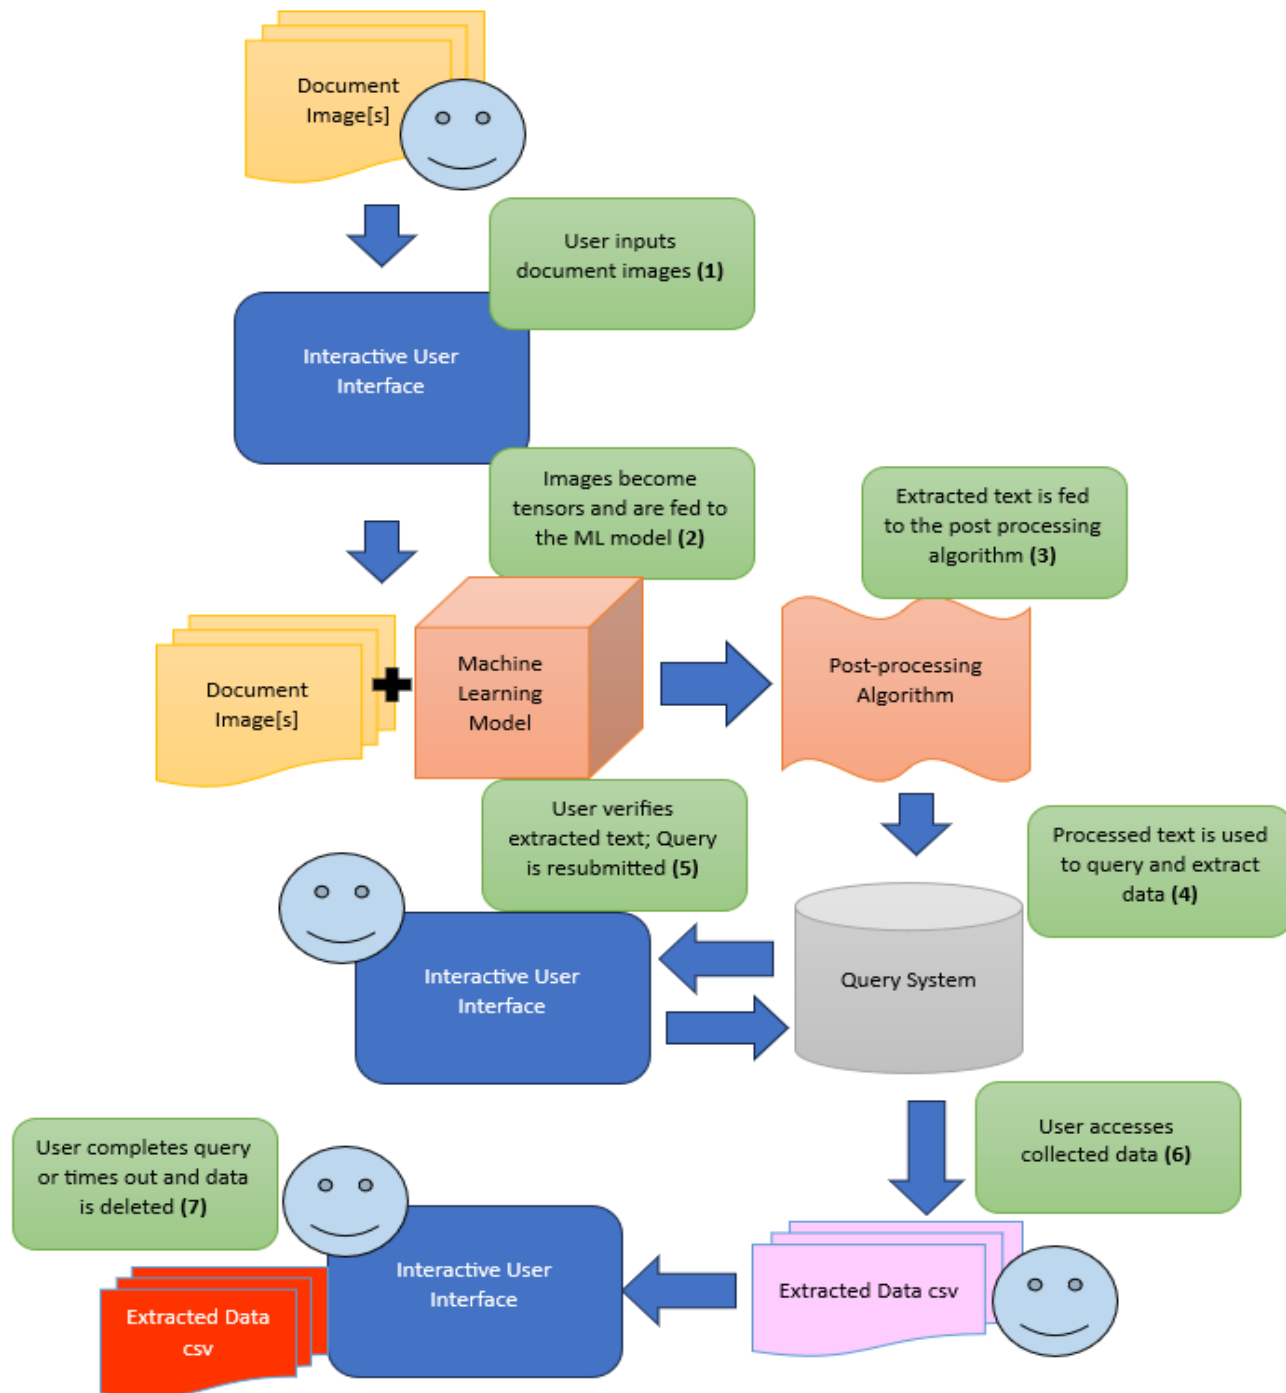 Document
Image[s]
User inputs
document images (1)
Interactive User
Interface
Images become
tensors and are fed to
the ML model (2)
Extracted text is fed
to the post processing
algorithm (3)
Document
Image[s]
Machine
Learning
Model
Post-processing
Algorithm
User verifies
extracted text; Query
is resubmitted (5)
Processed text is used
to query and extract
data (4)
Interactive User
Interface
Query System
User accesses
collected data (6)
User completes query
or times out and data
is deleted (7)
Interactive User
Interface
Extracted Data csv
Extracted Data
csv